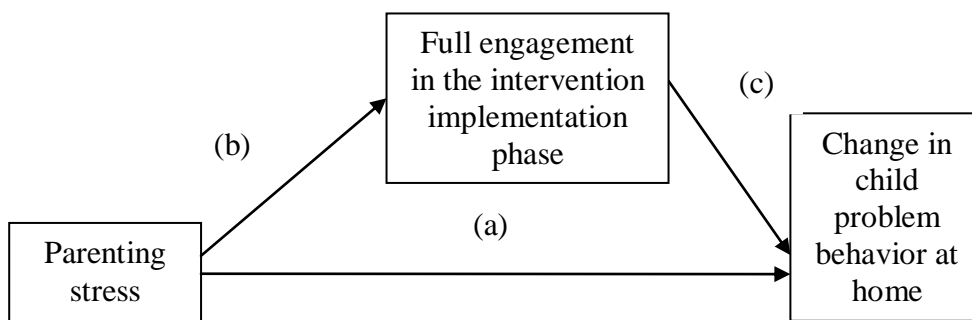 Full engagement
in the intervention
implementation
phase
(c)
(b)
(a)
Parenting
stress
Change in
child
problem
behavior at
home